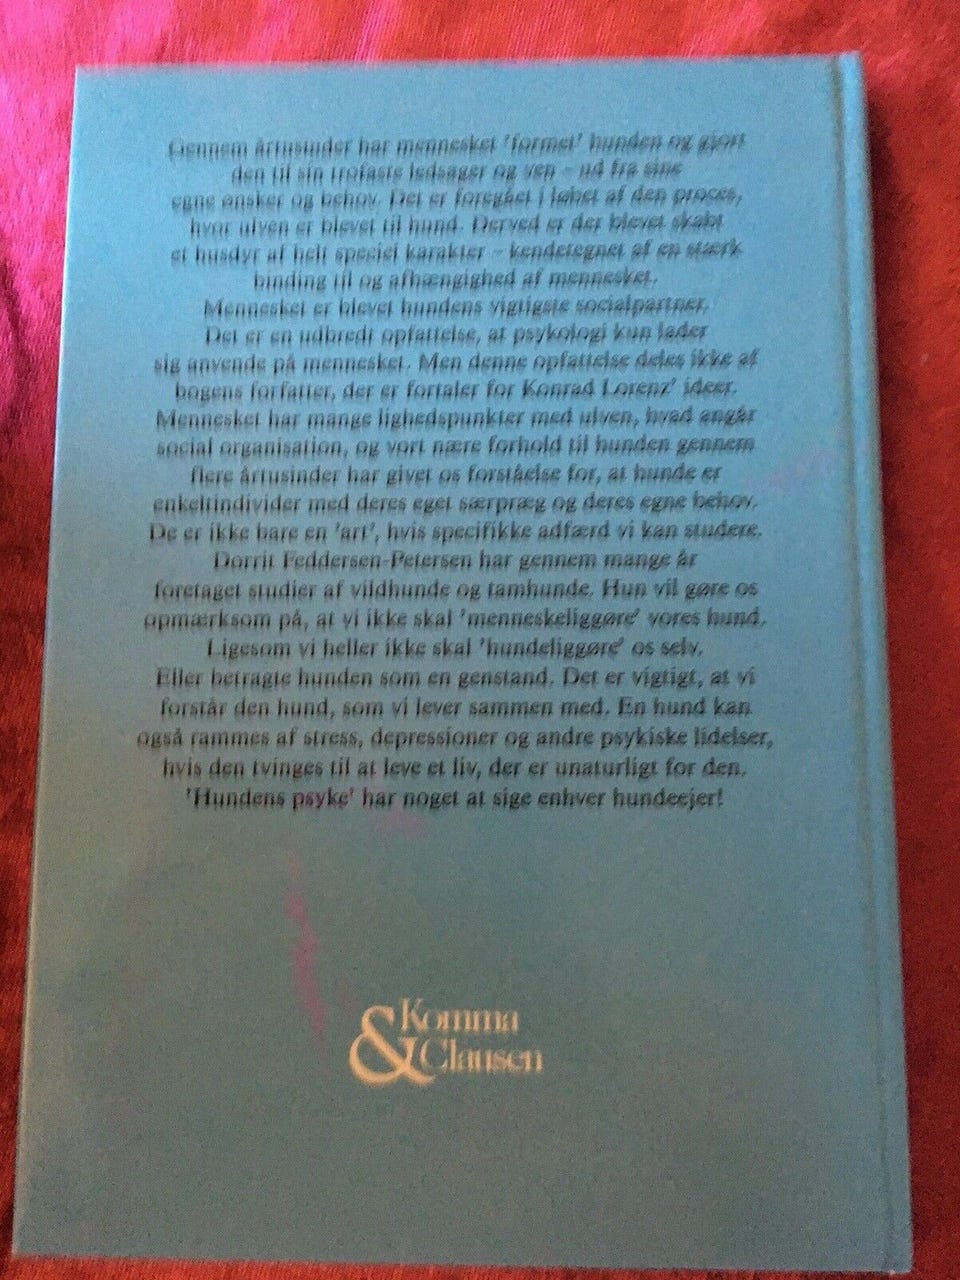 Gennem årtusinder har mennesket 'formet' hunden og gjort
den til sin trofaste ledsager og ven – ud fra sine
egne ønsker og behov. Det er foregået i løbet af den proces,
hvor ulven er blevet til hund. Derved er der blevet skabt
et husdyr af helt speciel karakter – kendetegnet af en stærk
binding til og afhængighed af mennesket.
Mennesket er blevet hundens vigtigste socialpartner.
Det er en udbredt opfattelse, at psykologi kun lader
sig anvende på mennesket. Men denne opfattelse deles ikke af
bogens forfatter, der er fortaler for Konrad Lorenz' ideer.
Mennesket har mange lighedspunkter med ulven, hvad angår
social organisation, og vort nære forhold til hunden gennem
flere årtusinder har givet os forståelse for, at hunde er
enkeltindivider med deres eget særpræg og deres egne behov.
De er ikke bare en 'art', hvis specifikke adfærd vi kan studere.
Dorrit Feddersen-Petersen har gennem mange år
foretaget studier af vildhunde og tamhunde. Hun vil gøre os
opmærksom på, at vi ikke skal 'menneskeliggøre' vores hund.
Ligesom vi heller ikke skal 'hundeliggøre' os selv.
Eller betragte hunden som en genstand. Det er vigtigt, at vi
forstår den hund, som vi lever sammen med. En hund kan
også rammes af stress, depressioner og andre psykiske lidelser,
hvis den tvinges til at leve et liv, der er unaturligt for den.
'Hundens psyke' har noget at sige enhver hundeejer!
Komma
& Clausen